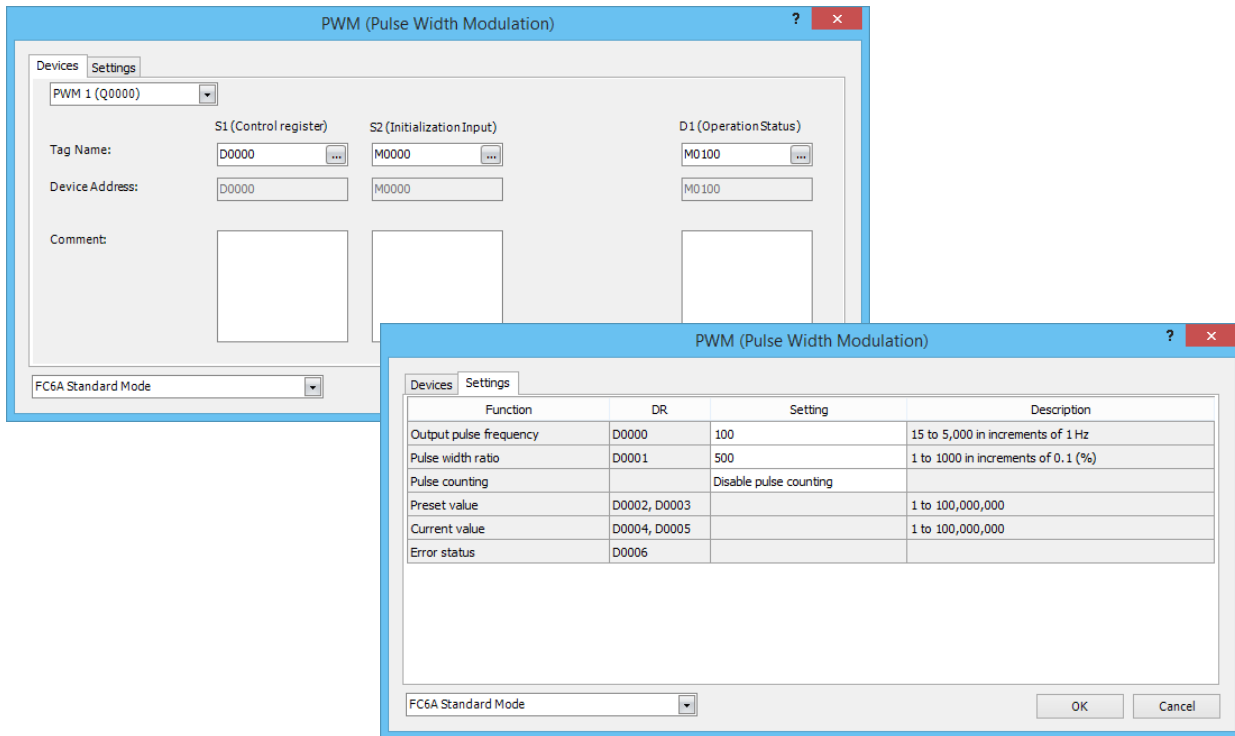 PWM (Pulse Width Modulation) ? ×
Devices Settings
PWM 1 (Q0000)
S1 (Control register) S2 (Initialization Input) D1 (Operation Status)
Tag Name: D0000 ... M0000 ... M0100 ...
Device Address: D0000 M0000 M0100
Comment:
FC6A Standard Mode
PWM (Pulse Width Modulation) ? ×
Devices Settings
Function DR Setting Description
Output pulse frequency D0000 100 15 to 5,000 in increments of 1 Hz
Pulse width ratio D0001 500 1 to 1000 in increments of 0.1 (%)
Pulse counting Disable pulse counting
Preset value D0002, D0003 1 to 100,000,000
Current value D0004, D0005 1 to 100,000,000
Error status D0006
FC6A Standard Mode OK Cancel